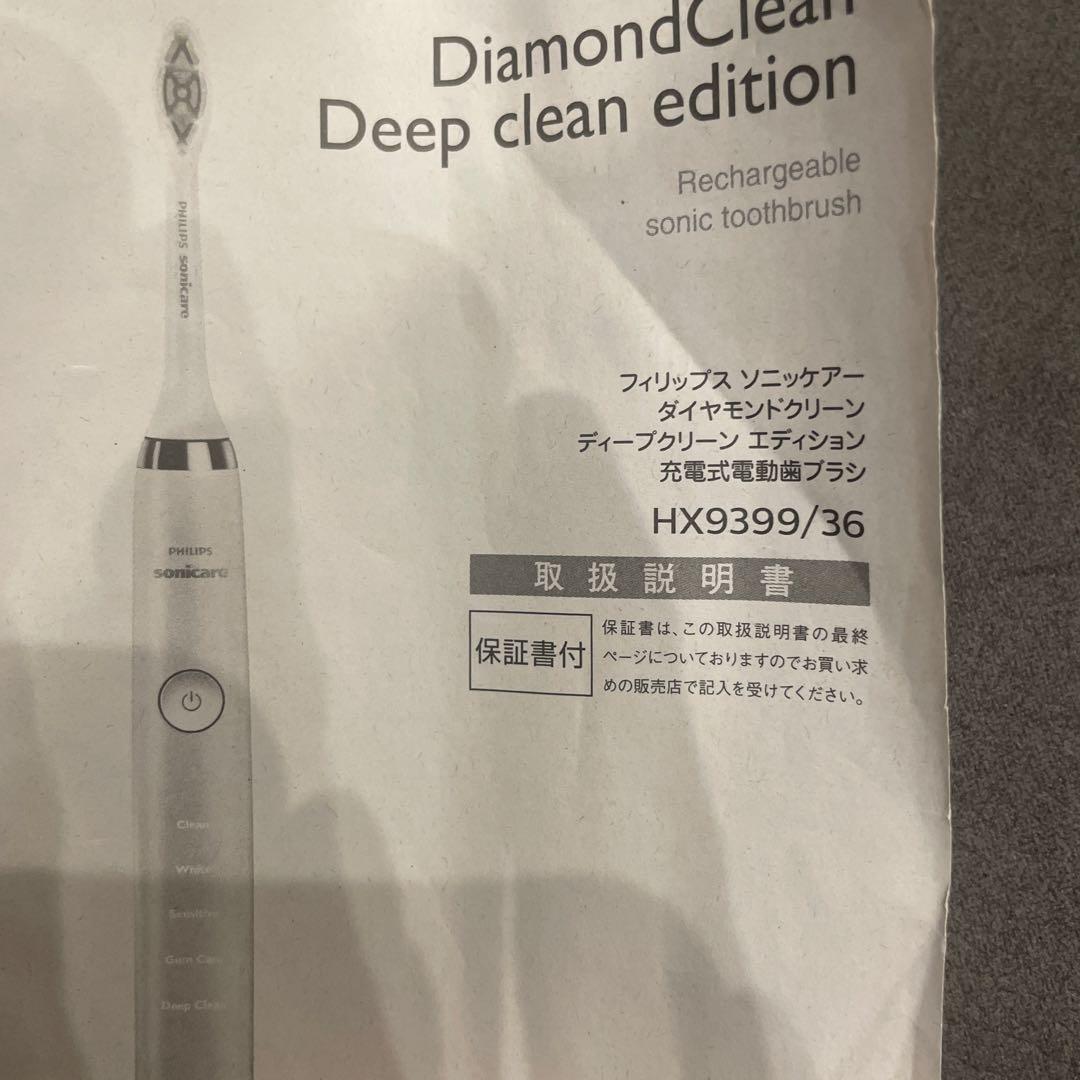 DiamondClean
Deep clean edition
Rechargeable
sonic toothbrush
PHILIPS sonicare
フィリップス ソニッケアー
ダイヤモンドクリーン
ディープクリーン エディション
充電式電動歯ブラシ
HX9399/36
取扱説明書
保証書付
保証書は、この取扱説明書の最終
ページについておりますのでお買い求
めの販売店で記入を受けてください。
PHILIPS
sonicare
Clean
White
Sensitive
Gum Care
Deep Clean